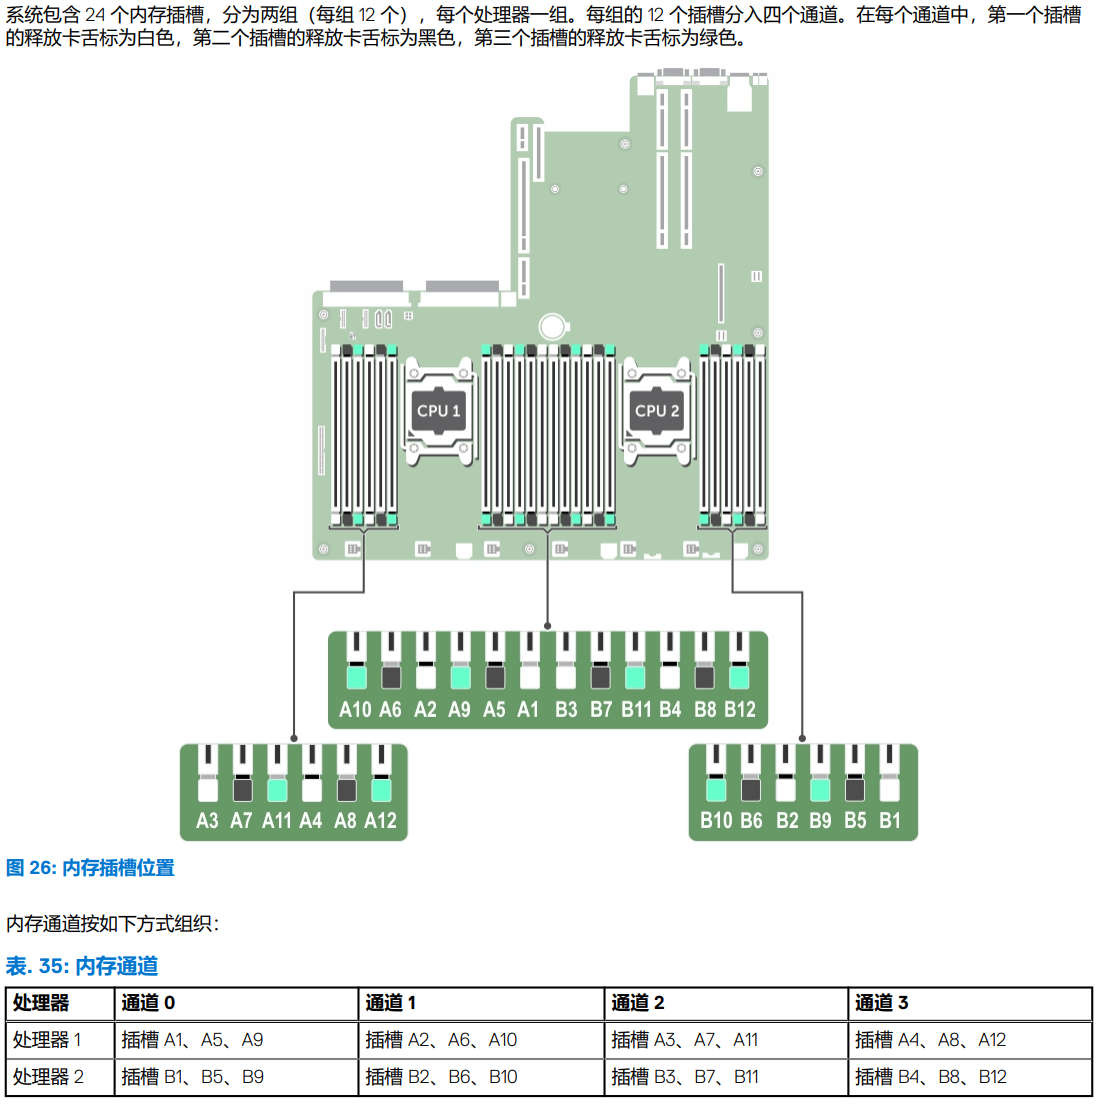 系统包含 24 个内存插槽，分为两组（每组 12 个），每个处理器一组。每组的 12 个插槽分入四个通道。在每个通道中，第一个插槽
的释放卡舌标为白色，第二个插槽的释放卡舌标为黑色，第三个插槽的释放卡舌标为绿色。
CPU 1
CPU 2
A10 A6 A2 A9 A5 A1 B3 B7 B11 B4 B8 B12
A3 A7 A11 A4 A8 A12
B10 B6 B2 B9 B5 B1
图 26: 内存插槽位置
内存通道按如下方式组织：
表. 35: 内存通道
处理器 通道 0 通道 1 通道 2 通道 3
处理器 1 插槽 A1、A5、A9 插槽 A2、A6、A10 插槽 A3、A7、A11 插槽 A4、A8、A12
处理器 2 插槽 B1、B5、B9 插槽 B2、B6、B10 插槽 B3、B7、B11 插槽 B4、B8、B12